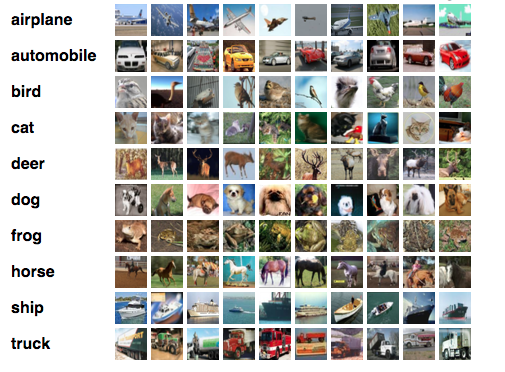 airplane
automobile
bird
cat
deer
dog
frog
horse
ship
truck